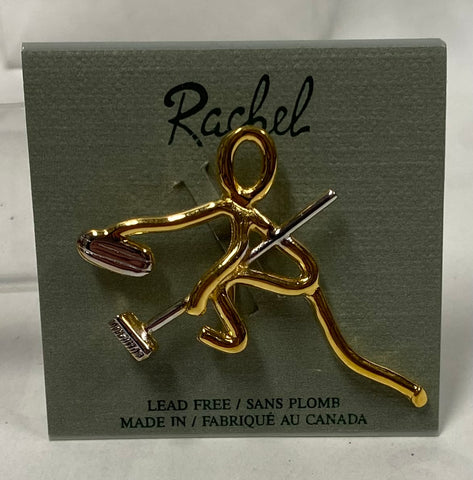 Rachel
LEAD FREE / SANS PLOMB
MADE IN / FABRIQUÉ AU CANADA